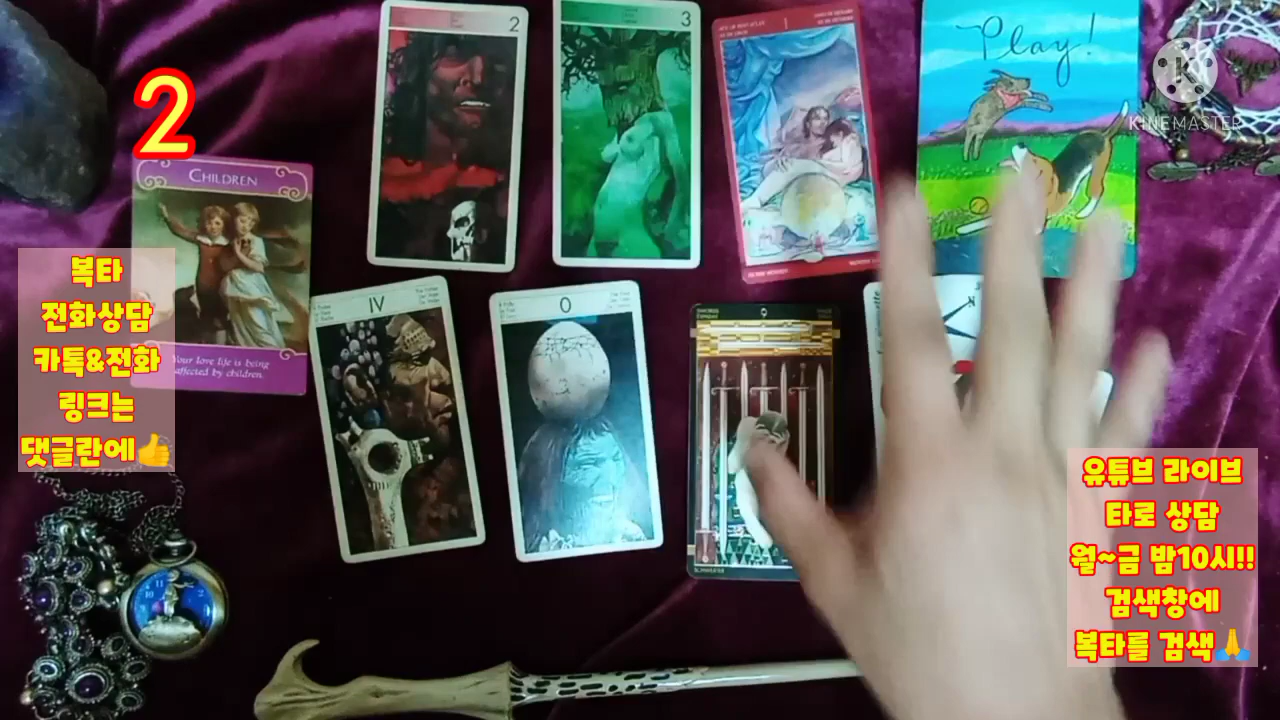 2
CHILDREN
Your love life is being
affected by children.
2
3
I
Play!
KINEMASTER
IV
0
9
N
복타
전화상담
카톡&전화
링크는
댓글란에👍
유튜브 라이브
타로 상담
월~금 밤10시!!
검색창에
복타를 검색🙏